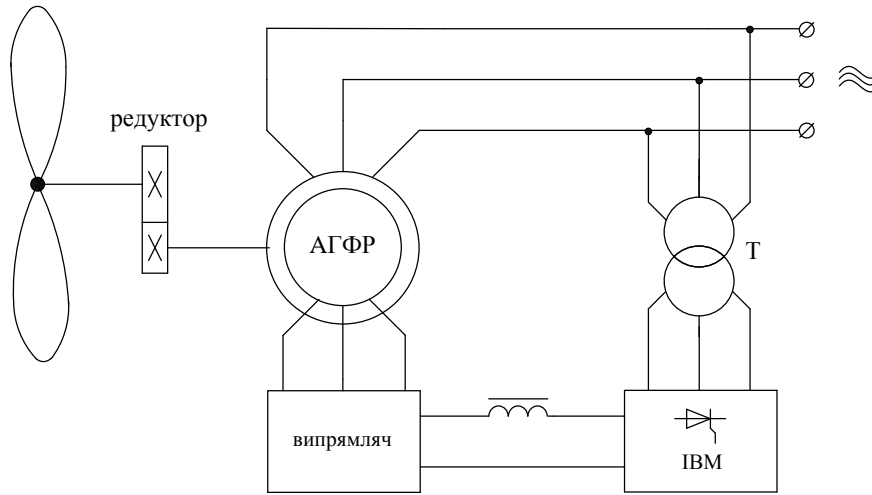 редуктор
АГФР
Т
випрямляч
ІВМ